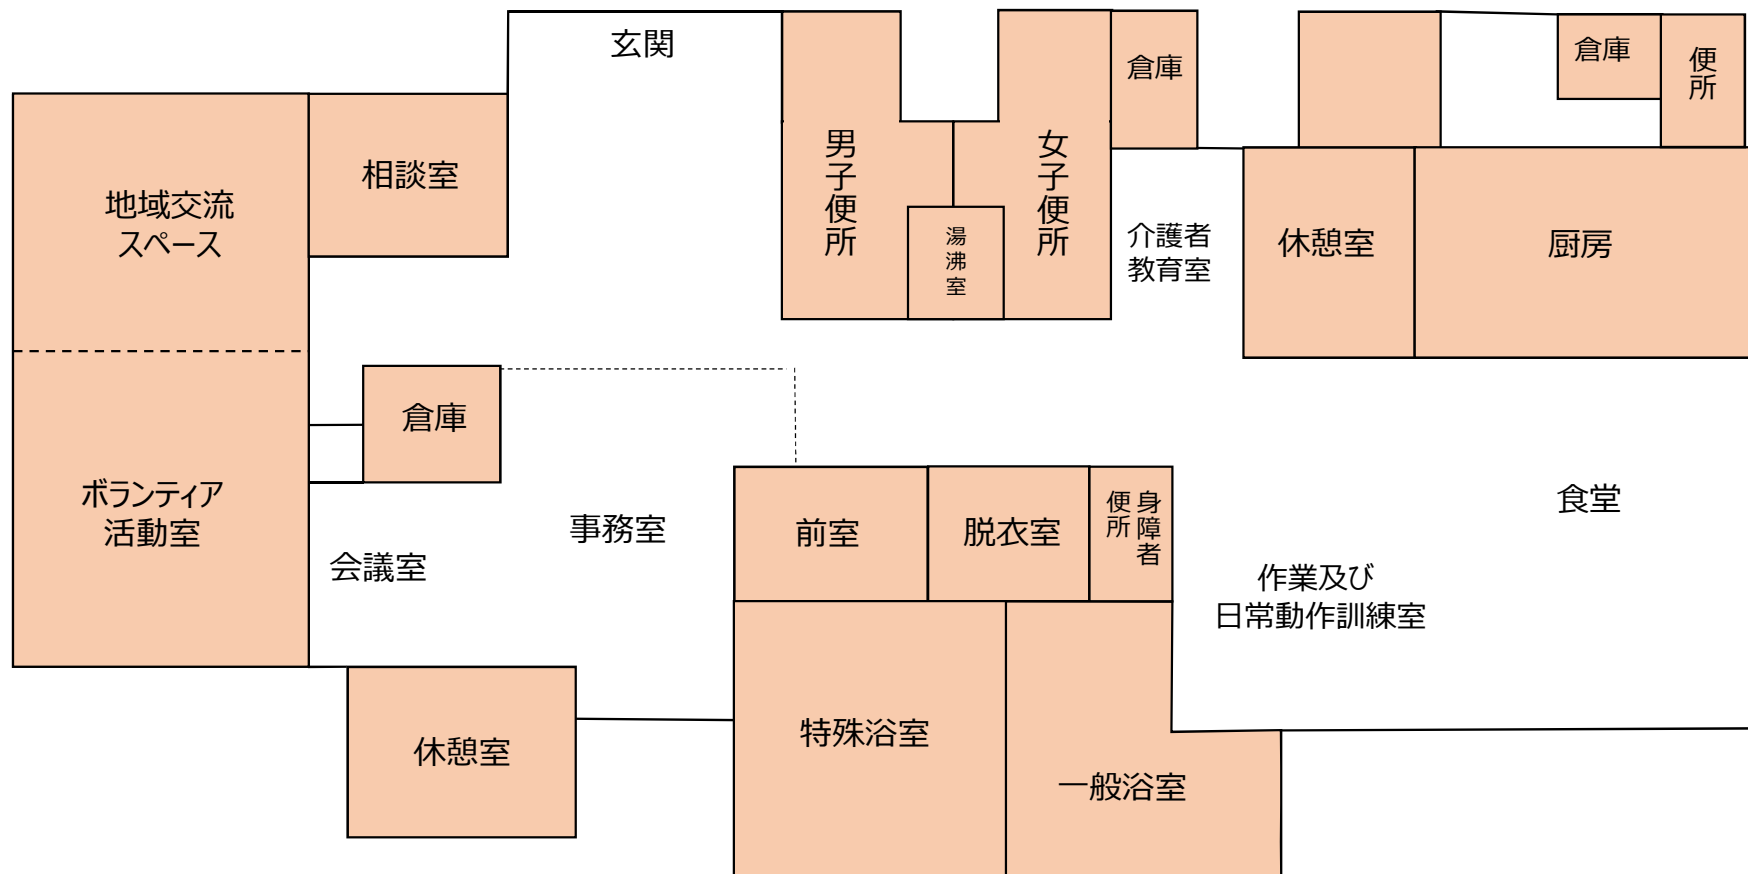 玄関
倉庫
倉庫
便所
男子便所
女子便所
相談室
地域交流
スペース
湯沸室
介護者
教育室
休憩室
厨房
倉庫
ボランティア
活動室
会議室
事務室
前室
脱衣室
身障者
便所
食堂
作業及び
日常動作訓練室
休憩室
特殊浴室
一般浴室